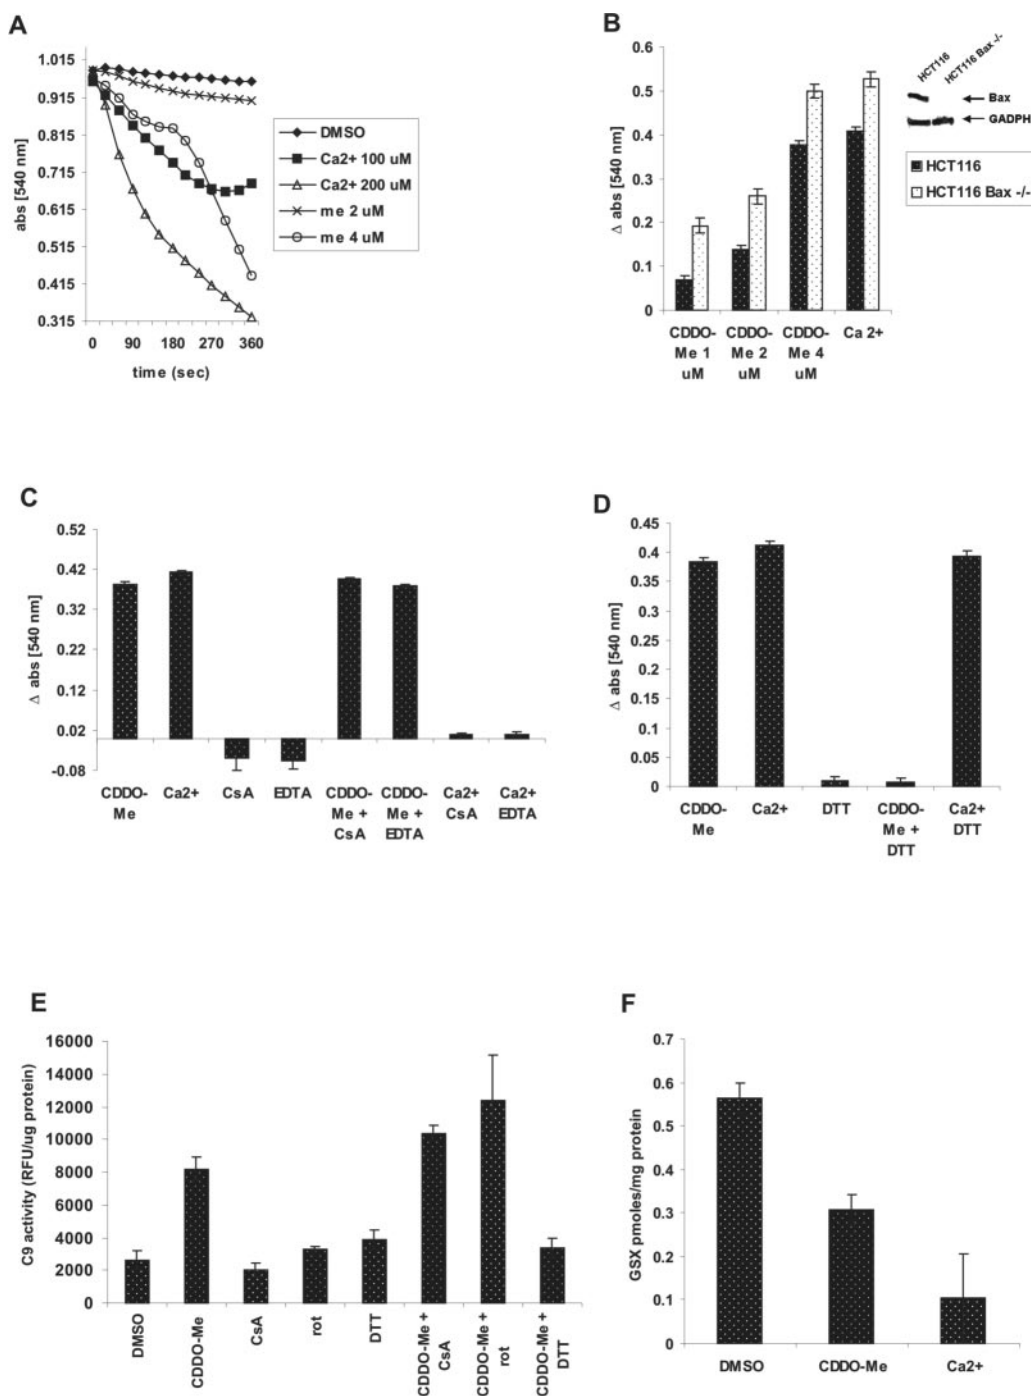 A
1.015
0.915
0.815
0.715
0.615
0.515
0.415
0.315
abs [540 nm]
0 90 180 270 360
time (sec)
DMSO
Ca2+ 100 uM
Ca2+ 200 uM
me 2 uM
me 4 uM
B
0.6
0.5
0.4
0.3
0.2
0.1
0
Δ abs [540 nm]
CDDO-Me 1 uM
CDDO-Me 2 uM
CDDO-Me 4 uM
Ca 2+
HCT116
HCT116 Bax -/-
Bax
GADPH
HCT116
HCT116 Bax -/-
C
0.52
0.42
0.32
0.22
0.12
0.02
-0.08
Δ abs [540 nm]
CDDO-Me
Ca2+
CsA
EDTA
CDDO-Me + CsA
CDDO-Me + EDTA
Ca2+ CsA
Ca2+ EDTA
D
0.45
0.4
0.35
0.3
0.25
0.2
0.15
0.1
0.05
0
Δ abs [540 nm]
CDDO-Me
Ca2+
DTT
CDDO-Me + DTT
Ca2+ DTT
E
16000
14000
12000
10000
8000
6000
4000
2000
0
C9 activity (RFU/ug protein)
DMSO
CDDO-Me
CsA
rot
DTT
CDDO-Me + CsA
CDDO-Me + rot
CDDO-Me + DTT
F
0.7
0.6
0.5
0.4
0.3
0.2
0.1
0
GSX pmoles/mg protein
DMSO
CDDO-Me
Ca2+